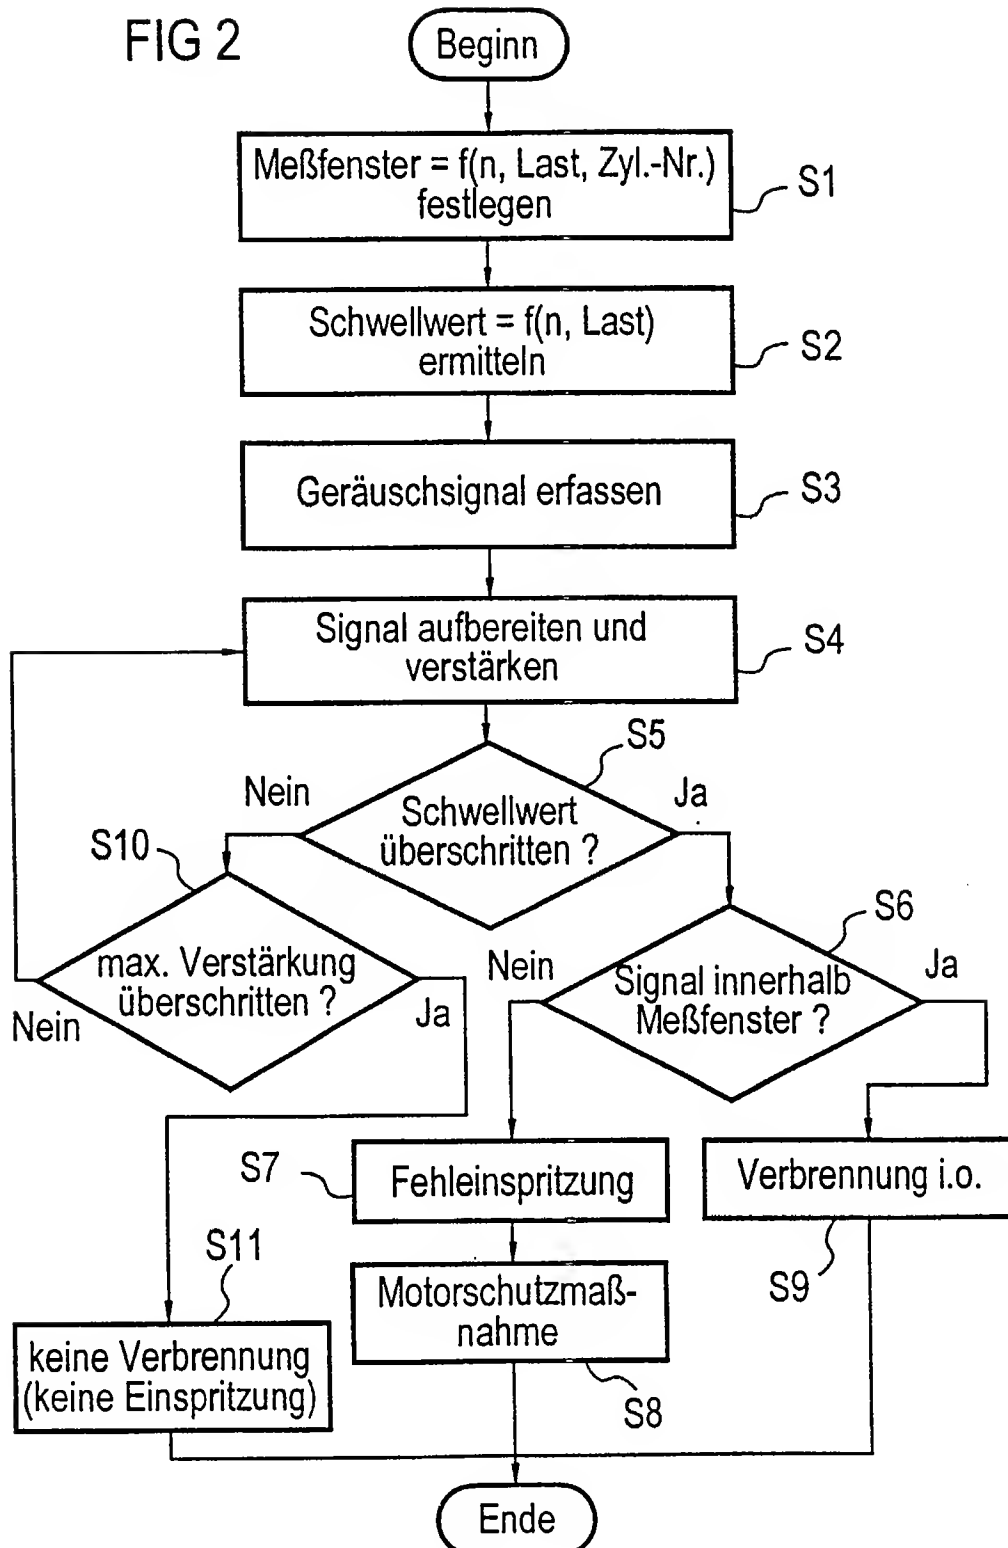 FIG 2
Beginn
Meßfenster = f(n, Last, Zyl.-Nr.)
festlegen
S1
Schwellwert = f(n, Last)
ermitteln
S2
Geräuschsignal erfassen
S3
Signal aufbereiten und
verstärken
S4
S5
Nein
Schwellwert
überschritten ?
Ja
S10
max. Verstärkung
überschritten ?
Nein
Ja
S6
Nein
Signal innerhalb
Meßfenster ?
Ja
S7
Fehleinspritzung
Verbrennung i.o.
S9
S11
Motorschutzmaß-
nahme
S8
keine Verbrennung
(keine Einspritzung)
Ende